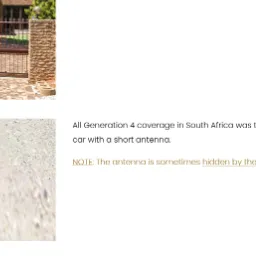 All Generation 4 coverage in South Africa was
car with a short antenna.
NOTE: The antenna is sometimes hidden by the